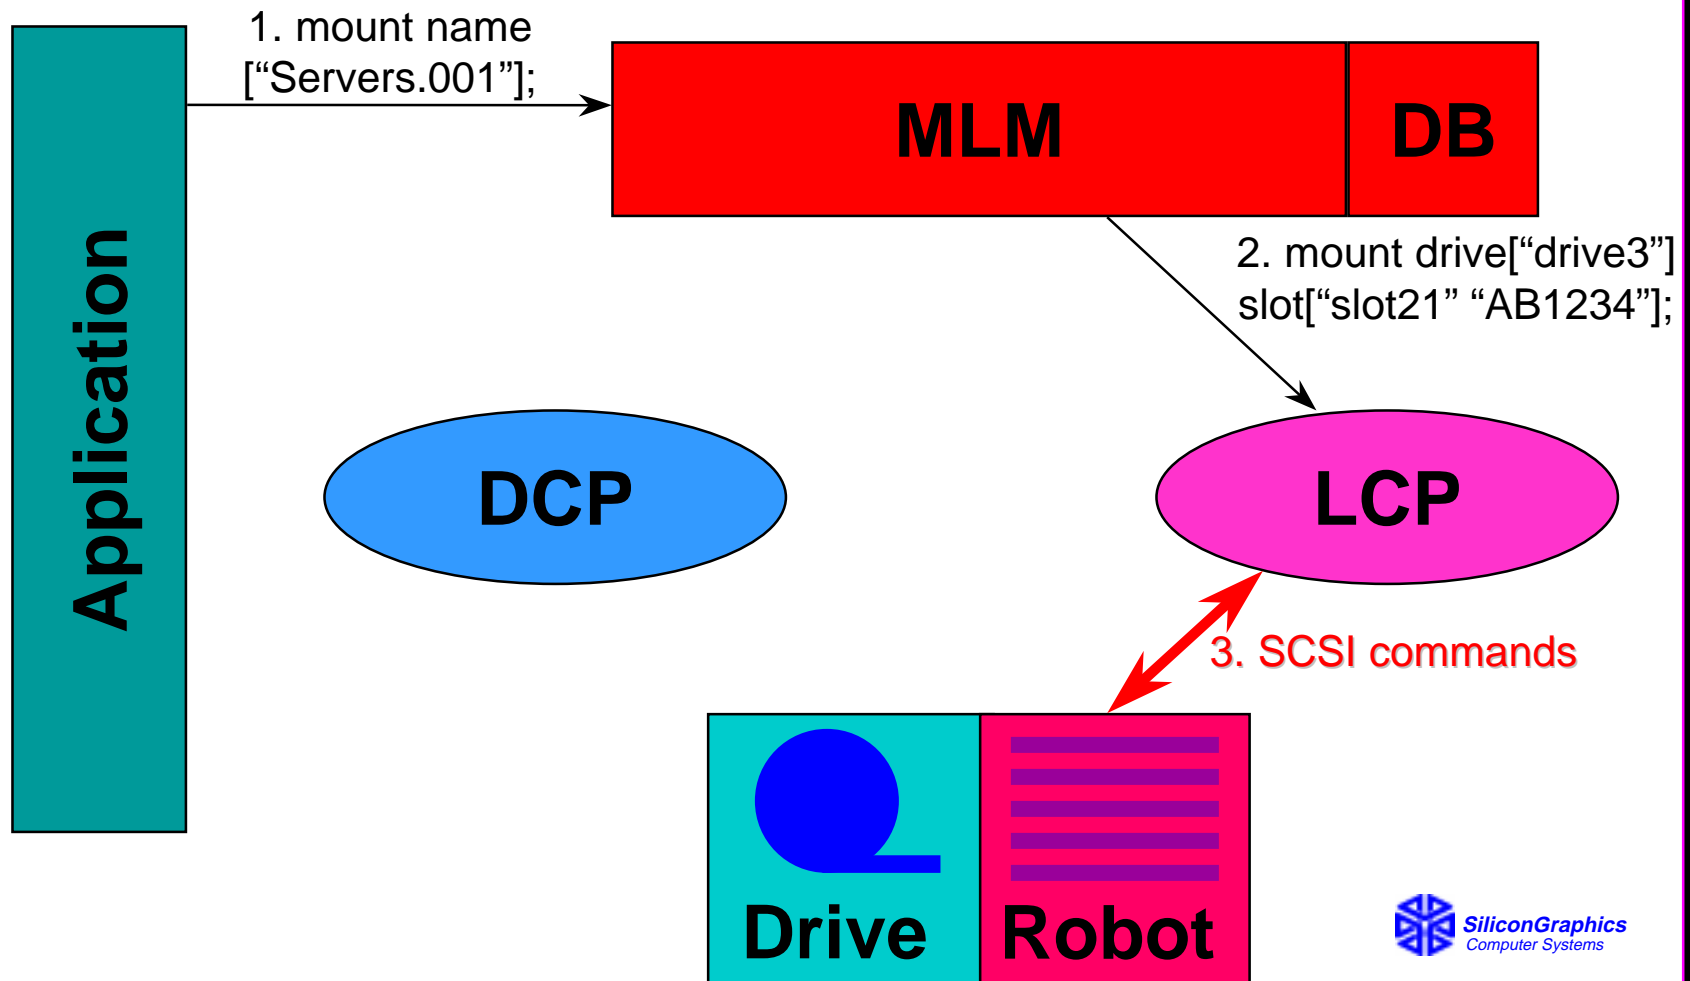 1. mount name
[“Servers.001”];
MLM
DB
Application
2. mount drive[“drive3”]
slot[“slot21” “AB1234”];
DCP
LCP
3. SCSI commands
Drive
Robot
SiliconGraphics
Computer Systems